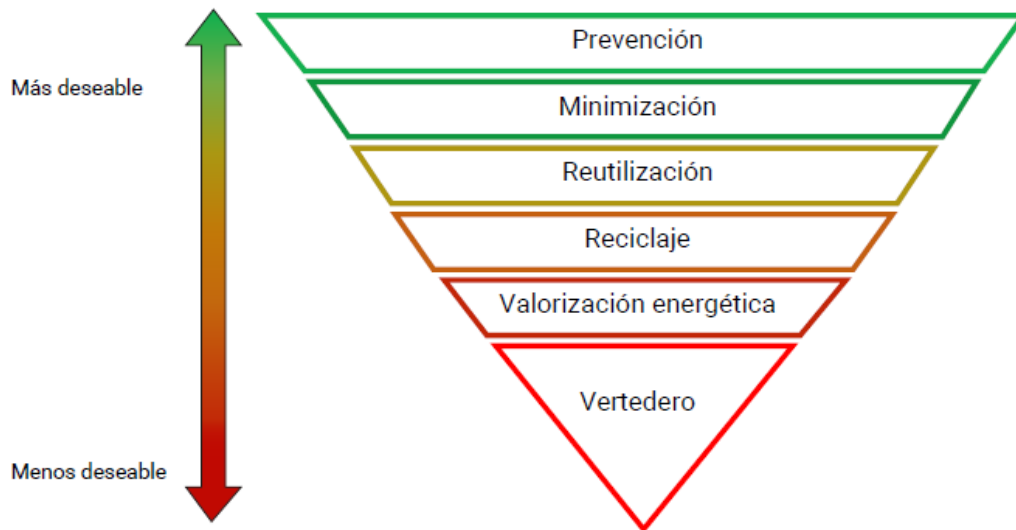 Prevención
Más deseable
Minimización
Reutilización
Reciclaje
Valorización energética
Vertedero
Menos deseable